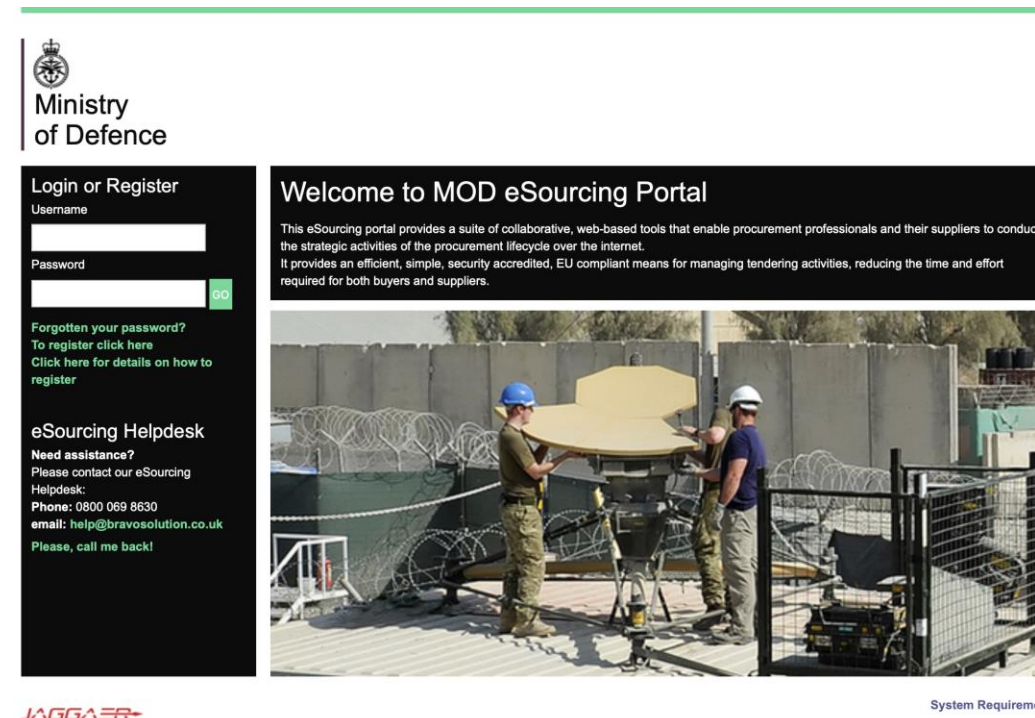 Ministry
of Defence
Login or Register
Username
Password
GO
Forgotten your password?
To register click here
Click here for details on how to
register
eSourcing Helpdesk
Need assistance?
Please contact our eSourcing
Helpdesk:
Phone: 0800 069 8630
email: help@bravosolution.co.uk
Please, call me back!
Welcome to MOD eSourcing Portal
This eSourcing portal provides a suite of collaborative, web-based tools that enable procurement professionals and their suppliers to conduc
the strategic activities of the procurement lifecycle over the internet.
It provides an efficient, simple, security accredited, EU compliant means for managing tendering activities, reducing the time and effort
required for both buyers and suppliers.
JAGGAER
System Requirem